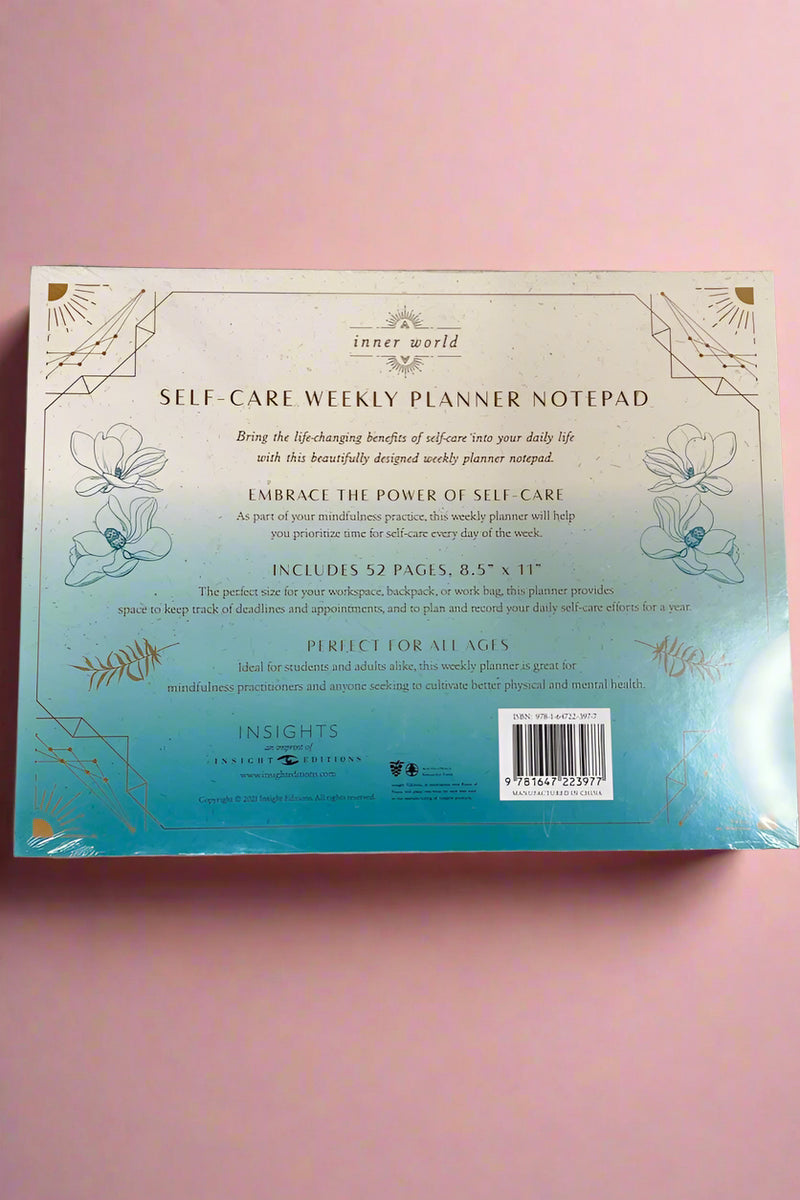 inner world
SELF-CARE WEEKLY PLANNER NOTEPAD
Bring the life-changing benefits of self-care into your daily life
with this beautifully designed weekly planner notepad.
EMBRACE THE POWER OF SELF-CARE
As part of your mindfulness practice, this weekly planner will help
you prioritize time for self-care every day of the week.
INCLUDES 52 PAGES, 8.5" x 11"
The perfect size for your workspace, backpack, or work bag, this planner provides
space to keep track of deadlines and appointments, and to plan and record your daily self-care efforts for a year.
PERFECT FOR ALL AGES
Ideal for students and adults alike, this weekly planner is great for
mindfulness practitioners and anyone seeking to cultivate better physical and mental health.
INSIGHTS
an imprint of
INSIGHT EDITIONS
www.insighteditions.com
Copyright © 2021 Insight Editions. All rights reserved.
ISBN: 978-1-64722-397-7
9 781647 223977
MANUFACTURED IN CHINA